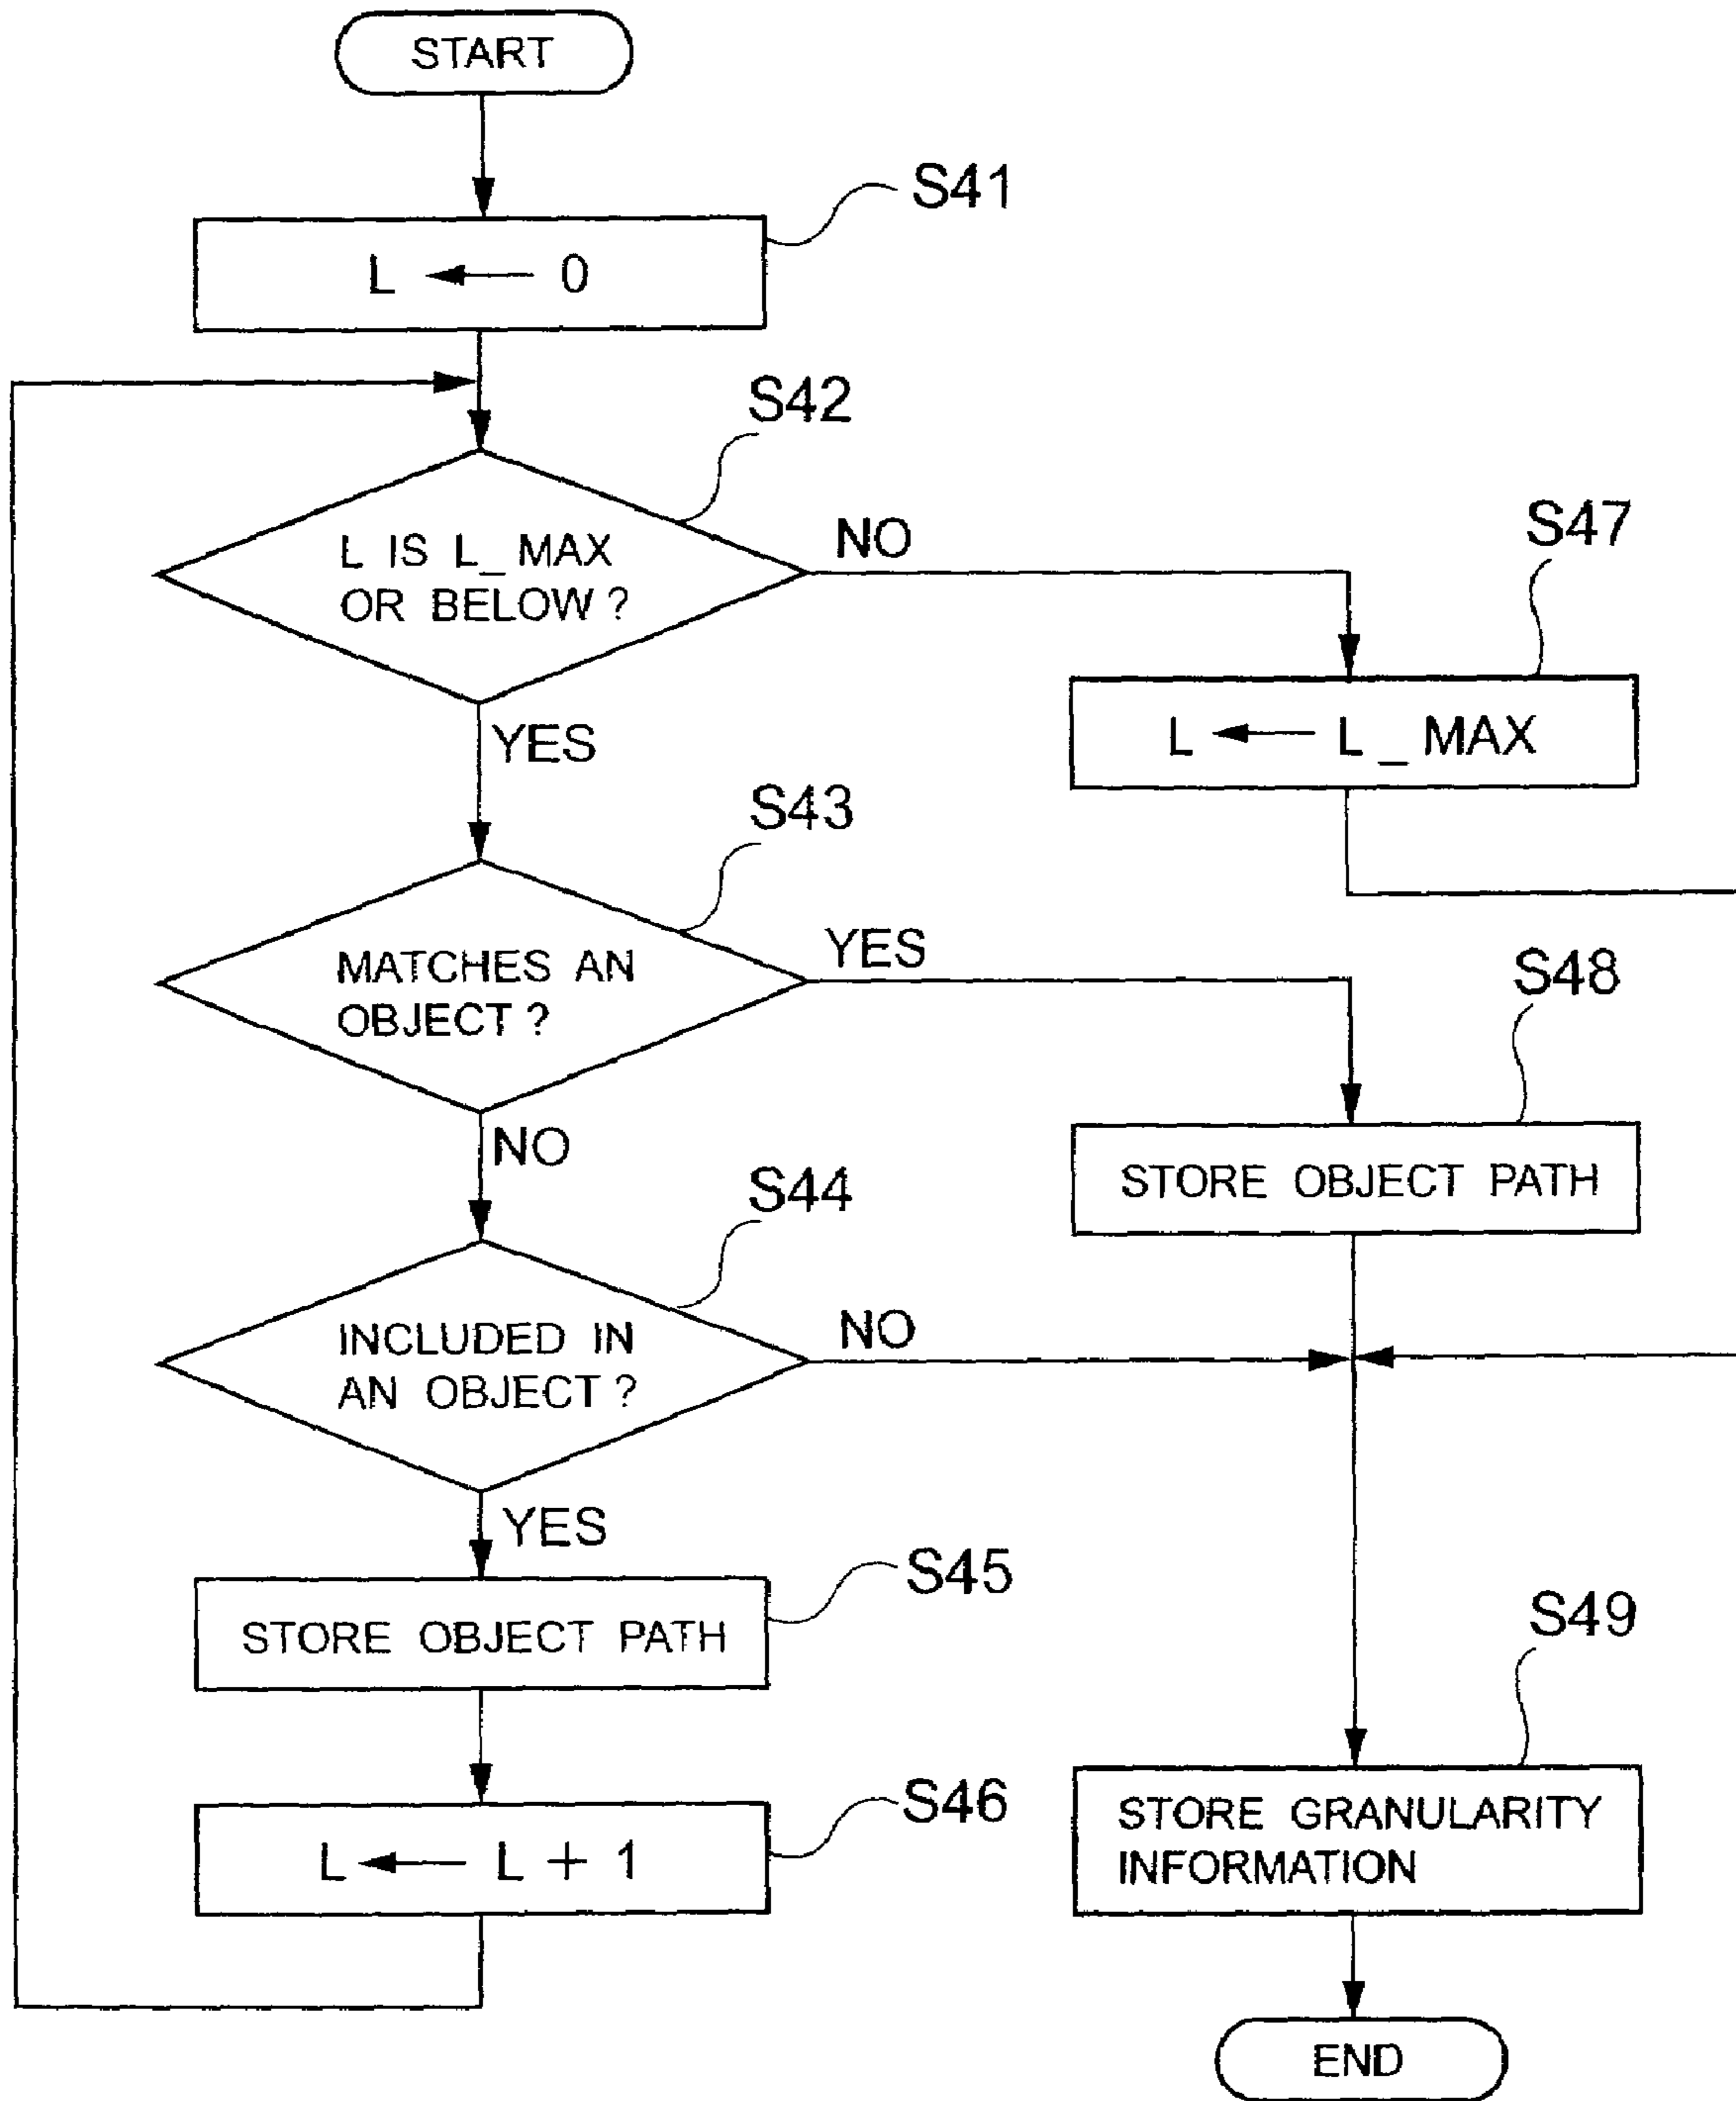 START
S41
L ← 0
S42
L IS L_MAX
OR BELOW?
NO
S47
L ← L_MAX
YES
S43
MATCHES AN
OBJECT?
YES
S48
STORE OBJECT PATH
NO
S44
INCLUDED IN
AN OBJECT?
NO
YES
S45
STORE OBJECT PATH
S49
STORE GRANULARITY
INFORMATION
S46
L ← L + 1
END